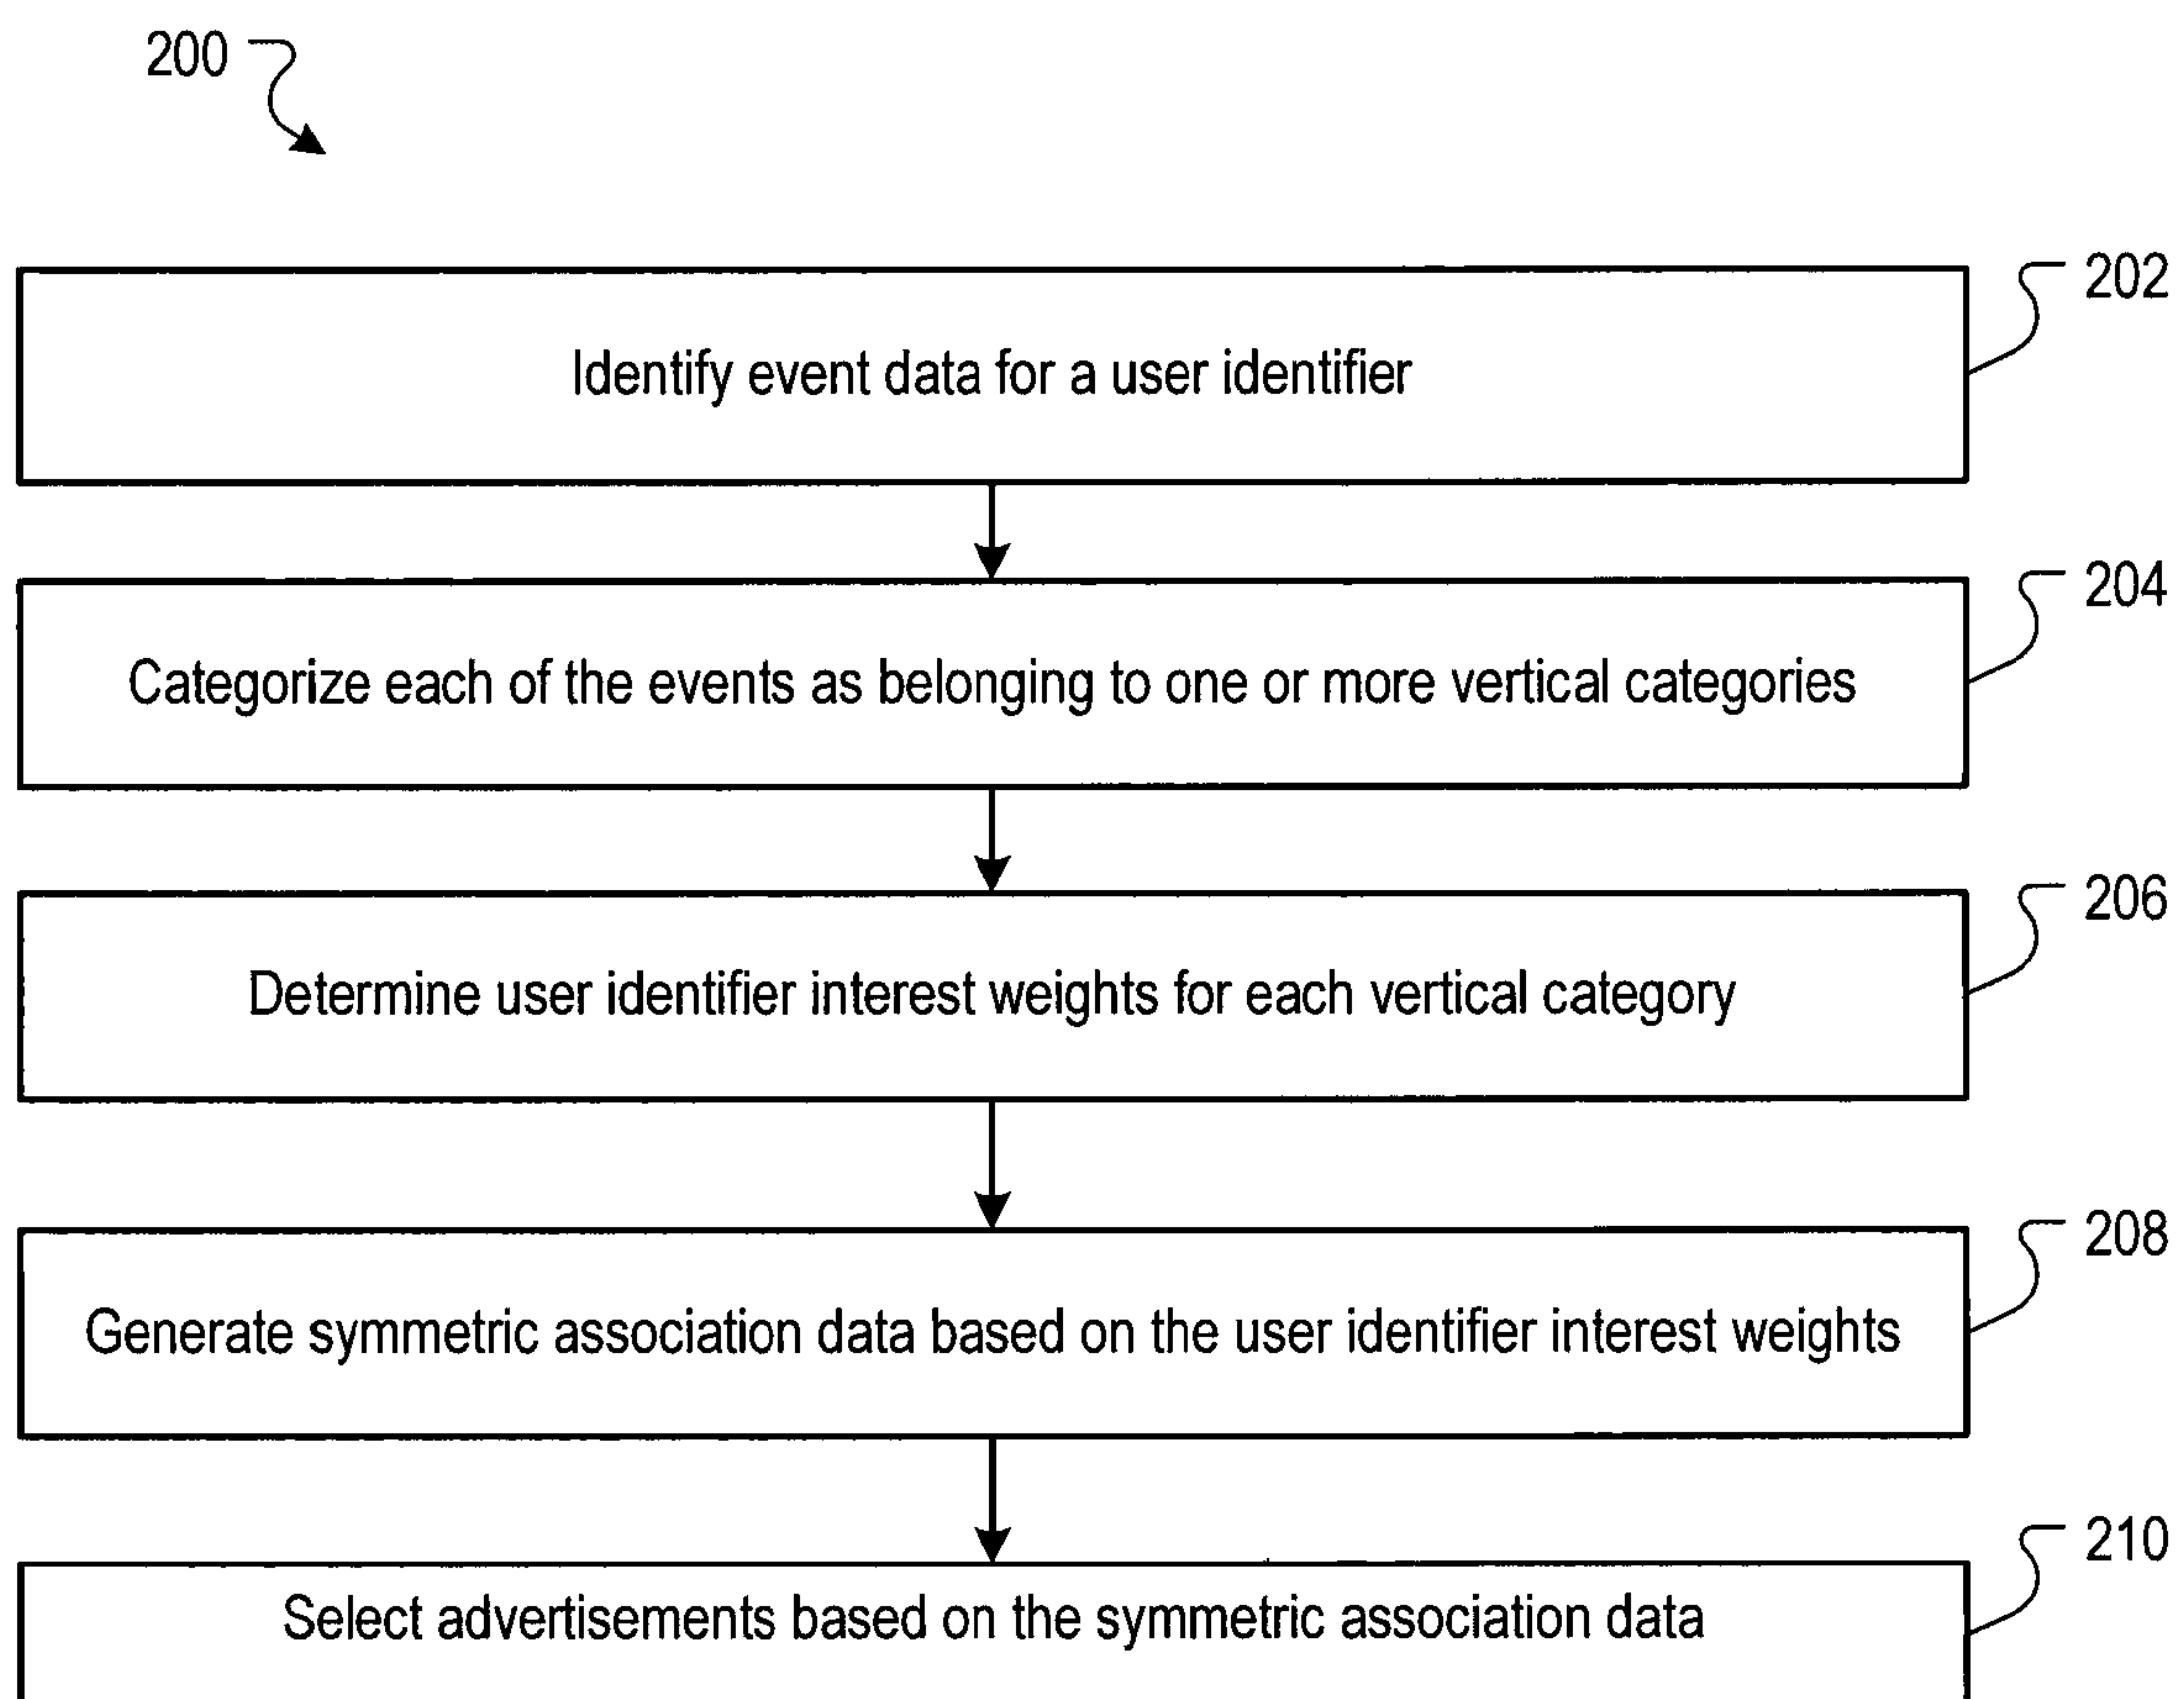 200
202
Identify event data for a user identifier
204
Categorize each of the events as belonging to one or more vertical categories
206
Determine user identifier interest weights for each vertical category
208
Generate symmetric association data based on the user identifier interest weights
210
Select advertisements based on the symmetric association data